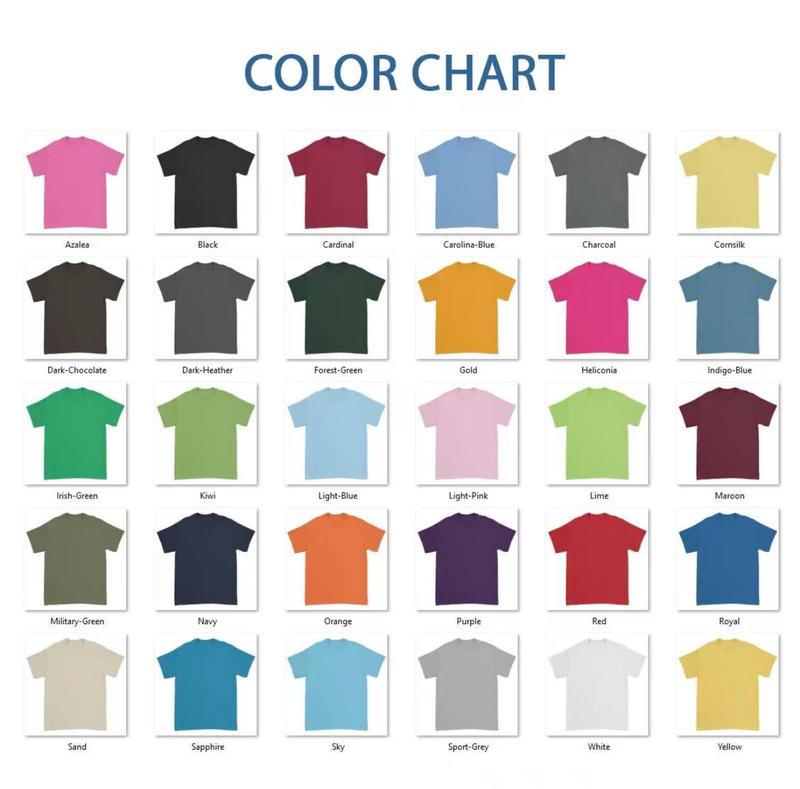 COLOR CHART
Azalea
Black
Cardinal
Carolina-Blue
Charcoal
Cornsilk
Dark-Chocolate
Dark-Heather
Forest-Green
Gold
Heliconia
Indigo-Blue
Irish-Green
Kiwi
Light-Blue
Light-Pink
Lime
Maroon
Military-Green
Navy
Orange
Purple
Red
Royal
Sand
Sapphire
Sky
Sport-Grey
White
Yellow